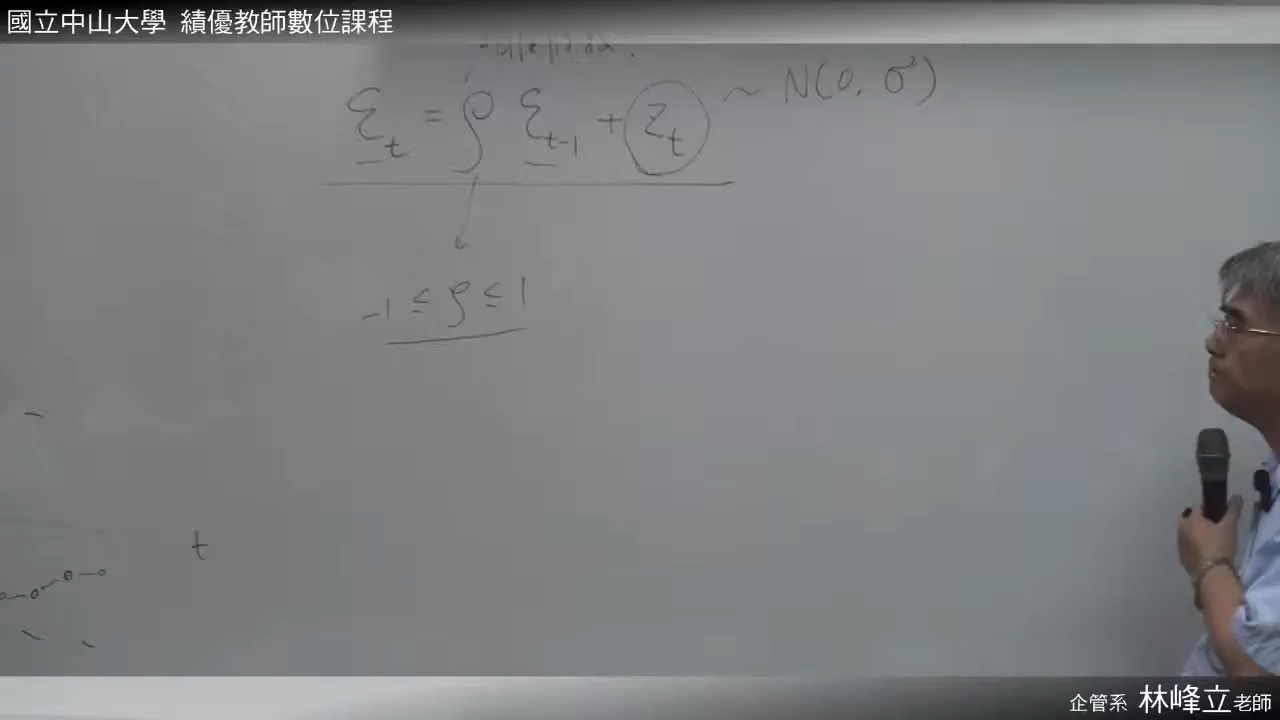 國立中山大學 績優教師數位課程
ε_t = ρ ε_{t-1} + Z_t ~ N(0, σ²)
-1 ≤ ρ ≤ 1
t
企管系 林峰立老師